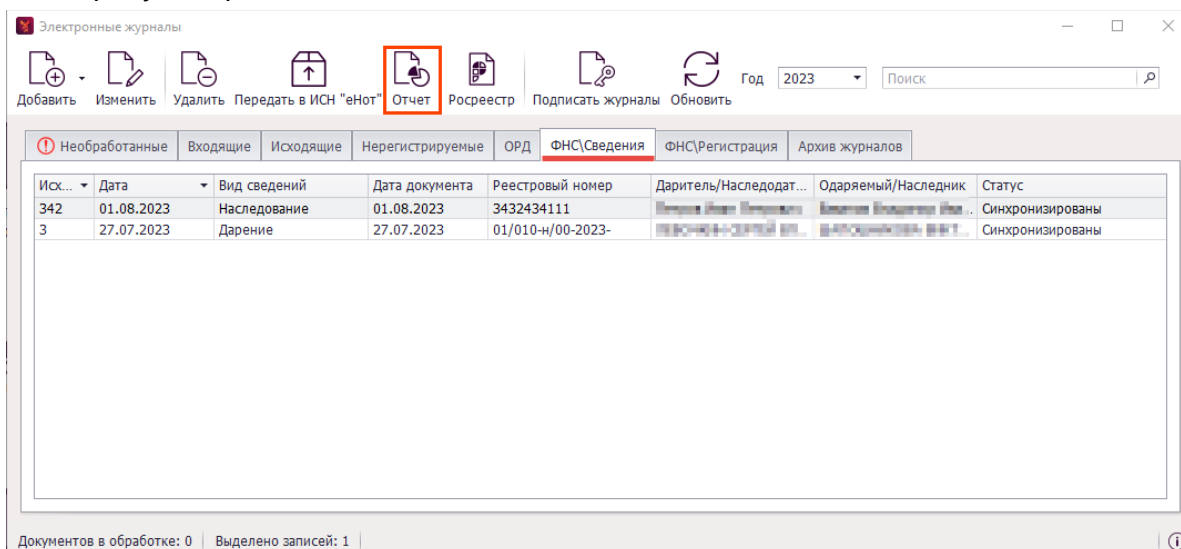 Электронные журналы
Добавить Изменить Удалить Передать в ИСН "еНот" Отчет Росреестр Подписать журналы Обновить Год 2023 Поиск
Необработанные Входящие Исходящие Нерегистрируемые ОРД ФНС\Сведения ФНС\Регистрация Архив журналов
Исх... Дата Вид сведений Дата документа Реестровый номер Даритель/Наследодат... Одаряемый/Наследник Статус
342 01.08.2023 Наследование 01.08.2023 3432434111 Синхронизированы
3 27.07.2023 Дарение 27.07.2023 01/010-н/00-2023- Синхронизированы
Документов в обработке: 0 Выделено записей: 1